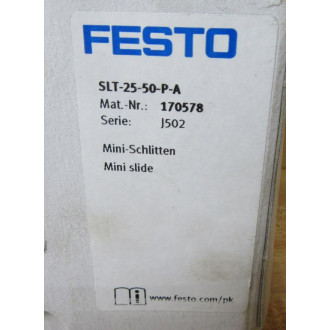 FESTO
SLT-25-50-P-A
Mat.-Nr.: 170578
Serie: J502
Mini-Schlitten
Mini slide
www.festo.com/pk